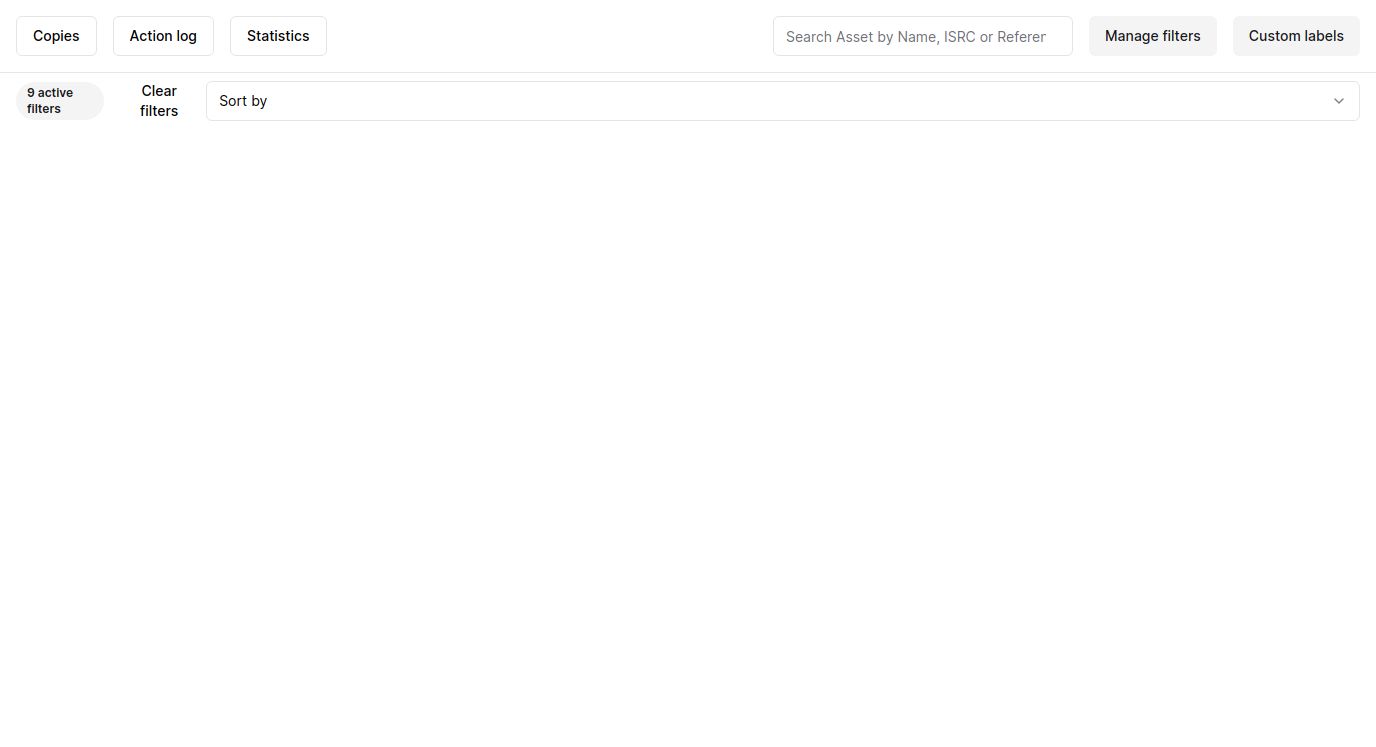 Copies
Action log
Statistics
Search Asset by Name, ISRC or Referer
Manage filters
Custom labels
9 active
filters
Clear
filters
Sort by